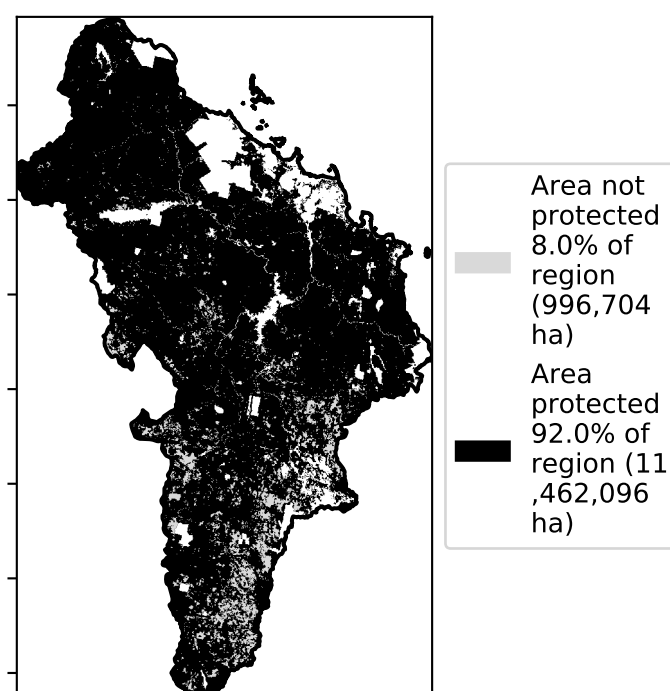 Area not
protected
8.0% of
region
(996,704
ha)
Area
protected
92.0% of
region (11
,462,096
ha)